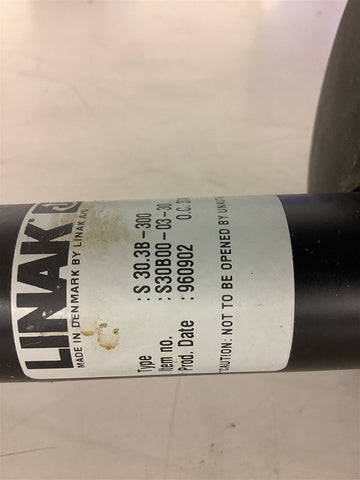 LINAK
MADE IN DENMARK BY LINAK A/S
Type : S 30.3B-300
Item no. : S30B00-03-30
Prod. Date : 960902 O.C.
CAUTION: NOT TO BE OPENED BY